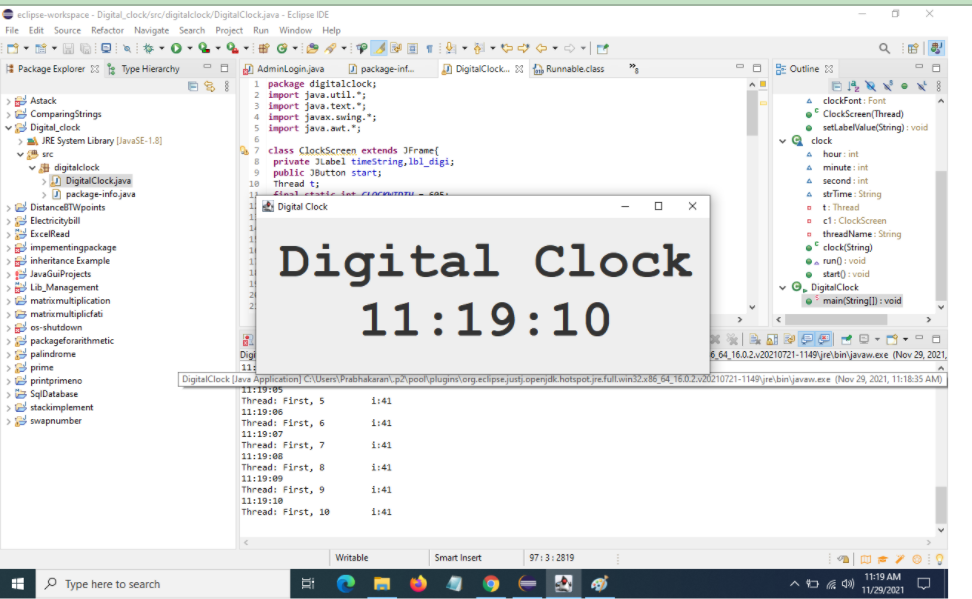 eclipse-workspace - Digital_clock/src/digitalclock/DigitalClock.java - Eclipse IDE
File Edit Source Refactor Navigate Search Project Run Window Help
Package Explorer
Type Hierarchy
Astack
ComparingStrings
Digital_clock
JRE System Library [JavaSE-1.8]
src
digitalclock
DigitalClock.java
package-info.java
DistanceBTWpoints
Electricitybill
ExcelRead
impementingpackage
inheritance Example
JavaGuiProjects
Lib_Management
matrixmultiplication
matrixmultiplicfati
os-shutdown
packageforarithmetic
palindrome
prime
printprimeno
SqlDatabase
stackimplement
swapnumber
AdminLogin.java package-inf... DigitalClock... Runnable.class
1 package digitalclock;
2 import java.util.*;
3 import java.text.*;
4 import javax.swing.*;
5 import java.awt.*;
6
7 class ClockScreen extends JFrame{
8 private JLabel timeString,lbl_digi;
9 public JButton start;
10 Thread t;
final static int CLOCKWIDTH = 605;
Digital Clock
Digital Clock
11:19:10
Outline
clockFont : Font
ClockScreen(Thread)
setLabelValue(String) : void
clock
hour : int
minute : int
second : int
strTime : String
t : Thread
c1 : ClockScreen
threadName : String
clock(String)
run() : void
start() : void
DigitalClock
main(String[]) : void
6_64_16.0.2.v20210721-1149\jre\bin\javaw.exe (Nov 29, 2021,
DigitalClock [Java Application] C:\Users\Prabhakaran\.p2\pool\plugins\org.eclipse.justj.openjdk.hotspot.jre.full.win32.x86_64_16.0.2.v20210721-1149\jre\bin\javaw.exe (Nov 29, 2021, 11:18:35 AM)
11:19:05
Thread: First, 5 i:41
11:19:06
Thread: First, 6 i:41
11:19:07
Thread: First, 7 i:41
11:19:08
Thread: First, 8 i:41
11:19:09
Thread: First, 9 i:41
11:19:10
Thread: First, 10 i:41
Writable Smart Insert 97 : 3 : 2819
Type here to search
11:19 AM
11/29/2021